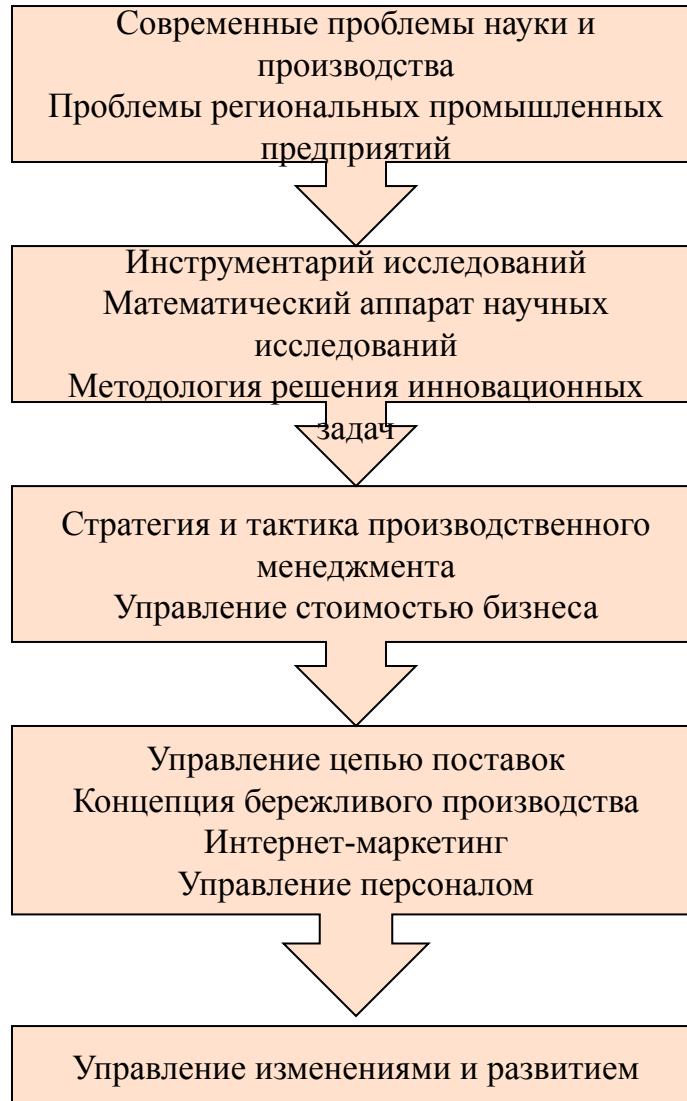 Современные проблемы науки и
производства
Проблемы региональных промышленных
предприятий
Инструментарий исследований
Математический аппарат научных
исследований
Методология решения инновационных
задач
Стратегия и тактика производственного
менеджмента
Управление стоимостью бизнеса
Управление цепью поставок
Концепция бережливого производства
Интернет-маркетинг
Управление персоналом
Управление изменениями и развитием